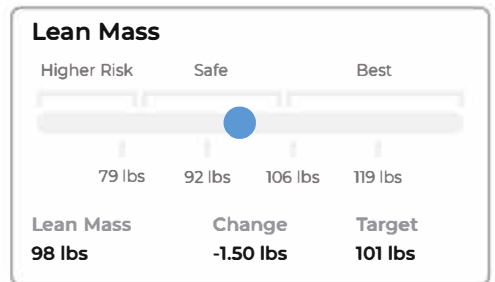 Lean Mass
Higher Risk Safe Best
79 lbs 92 lbs 106 lbs 119 lbs
Lean Mass Change Target
98 lbs -1.50 lbs 101 lbs